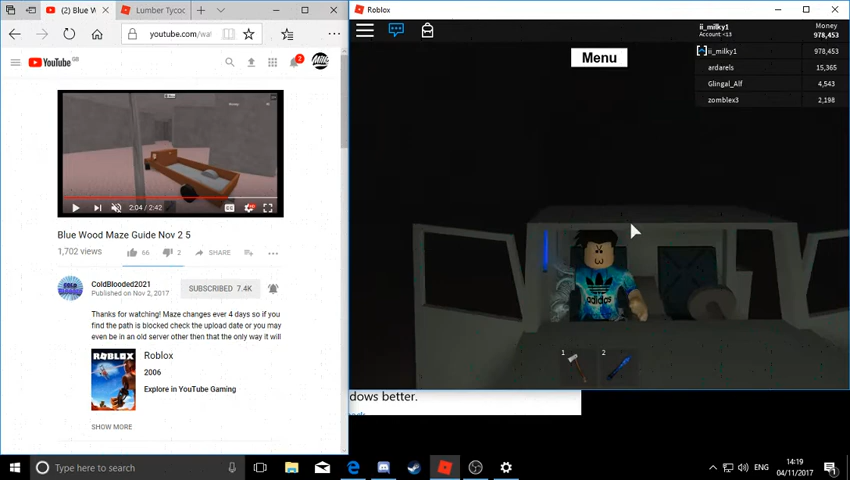 (2) Blue W
Lumber Tycoo
youtube.com/wa
YouTube GB
2
2:04 / 2:42
Blue Wood Maze Guide Nov 2 5
1,702 views
66
2
SHARE
ColdBlooded2021
Published on Nov 2, 2017
SUBSCRIBED 7.4K
Thanks for watching! Maze changes ever 4 days so if you
find the path is blocked check the upload date or you may
even be in an old server other then that the only way it will
Roblox
2006
Explore in YouTube Gaming
SHOW MORE
Roblox
ii_milky1
Account <13
Money
978,453
ii_milky1 978,453
ardarels 15,365
Glingal_Alf 4,543
zomblex3 2,198
Menu
adidas
1
2
dows better.
Type here to search
ENG
14:19
04/11/2017
1